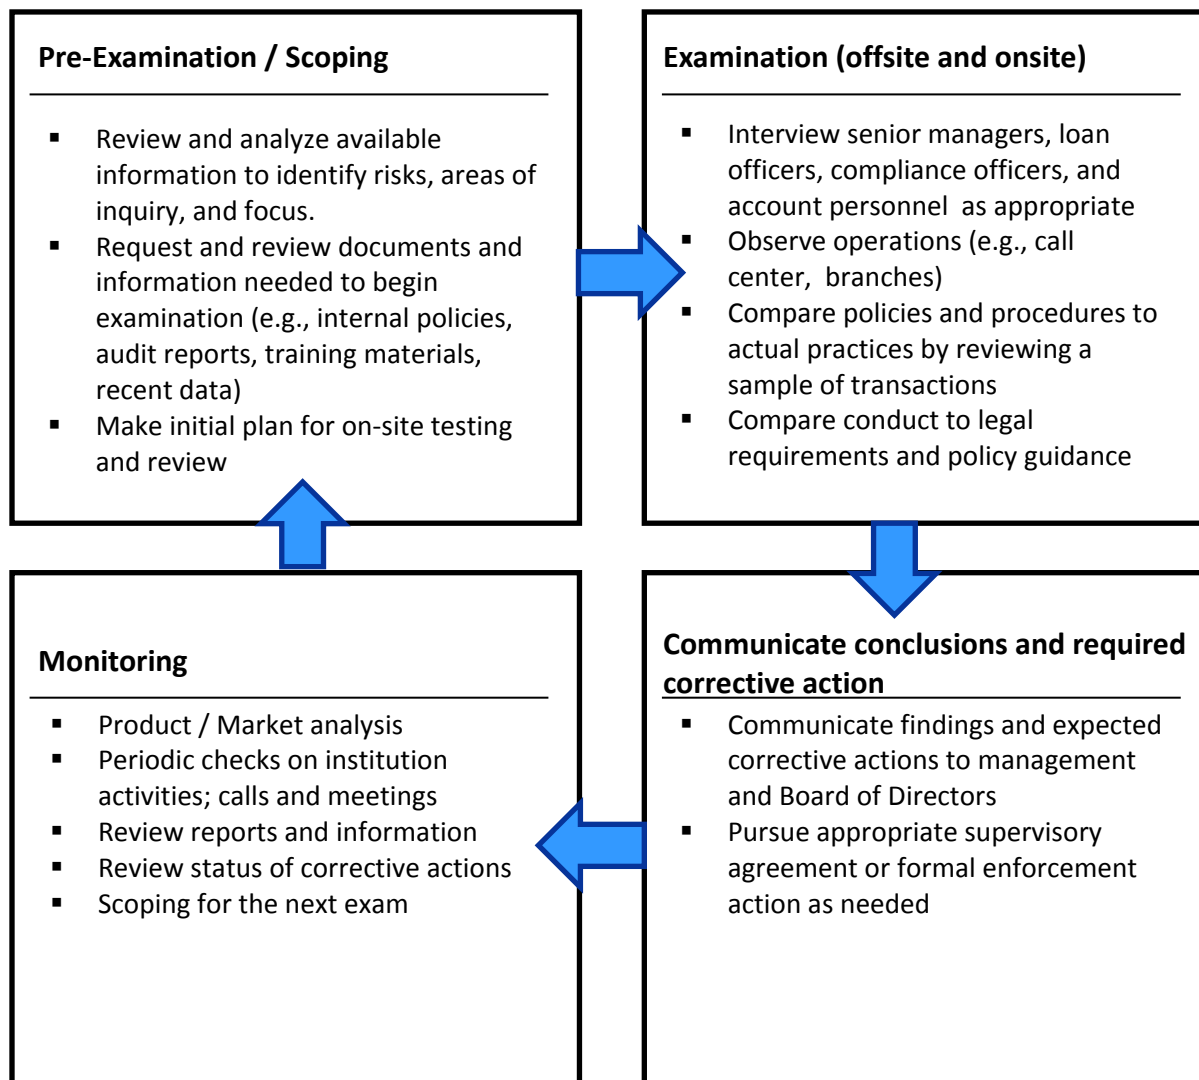 Pre-Examination / Scoping
▪ Review and analyze available
information to identify risks, areas of
inquiry, and focus.
▪ Request and review documents and
information needed to begin
examination (e.g., internal policies,
audit reports, training materials,
recent data)
▪ Make initial plan for on-site testing
and review
Examination (offsite and onsite)
▪ Interview senior managers, loan
officers, compliance officers, and
account personnel as appropriate
▪ Observe operations (e.g., call
center, branches)
▪ Compare policies and procedures to
actual practices by reviewing a
sample of transactions
▪ Compare conduct to legal
requirements and policy guidance
Communicate conclusions and required
corrective action
▪ Communicate findings and expected
corrective actions to management
and Board of Directors
▪ Pursue appropriate supervisory
agreement or formal enforcement
action as needed
Monitoring
▪ Product / Market analysis
▪ Periodic checks on institution
activities; calls and meetings
▪ Review reports and information
▪ Review status of corrective actions
▪ Scoping for the next exam